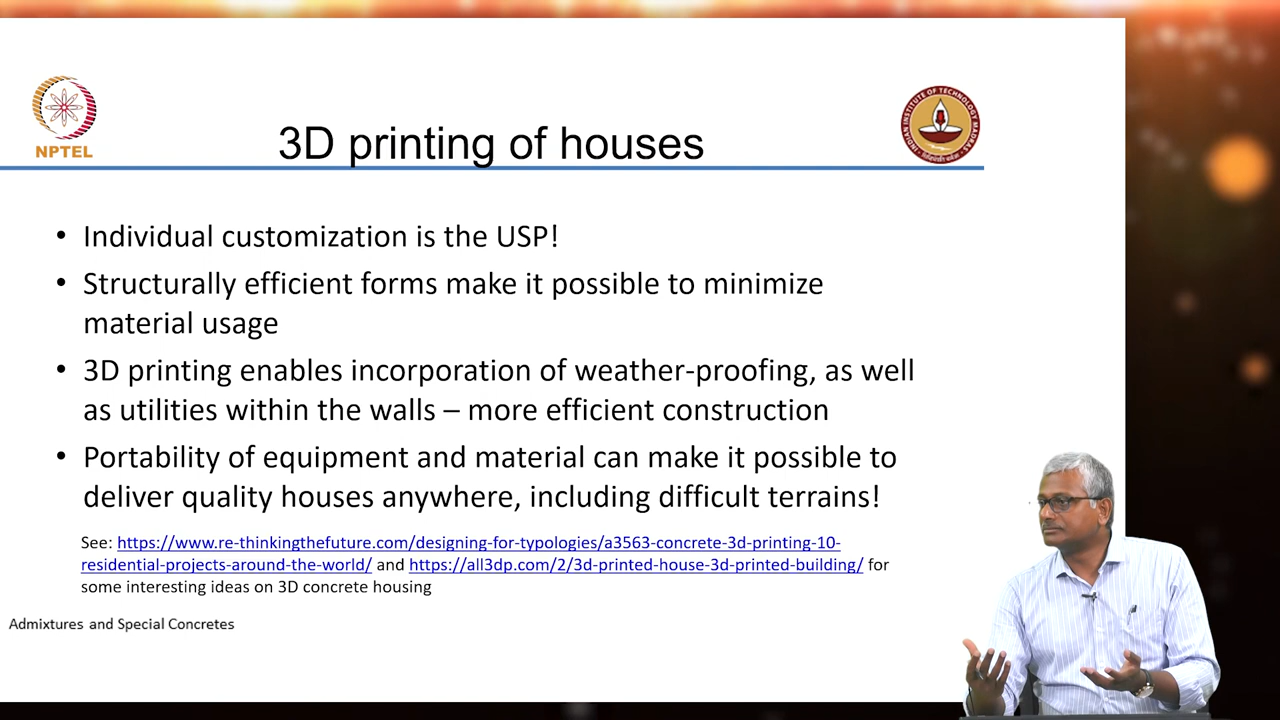 NPTEL
INDIAN INSTITUTE OF TECHNOLOGY MADRAS
3D printing of houses
• Individual customization is the USP!
• Structurally efficient forms make it possible to minimize
material usage
• 3D printing enables incorporation of weather-proofing, as well
as utilities within the walls – more efficient construction
• Portability of equipment and material can make it possible to
deliver quality houses anywhere, including difficult terrains!
See: https://www.re-thinkingthefuture.com/designing-for-typologies/a3563-concrete-3d-printing-10-
residential-projects-around-the-world/ and https://all3dp.com/2/3d-printed-house-3d-printed-building/ for
some interesting ideas on 3D concrete housing
Admixtures and Special Concretes